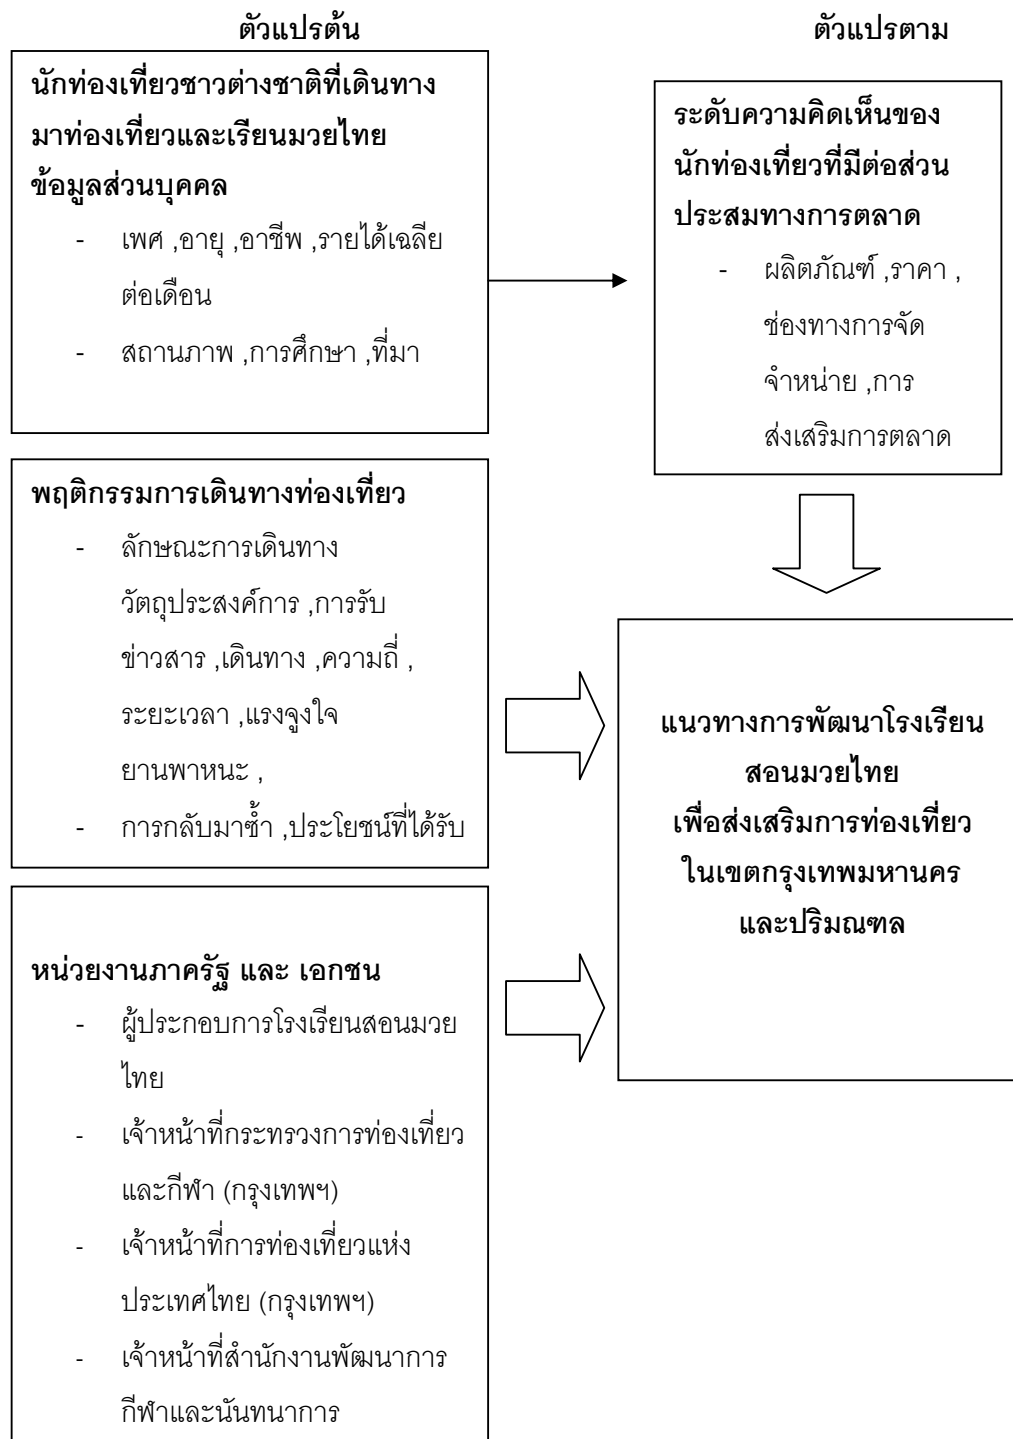 ตัวแปรต้น
ตัวแปรตาม
นักท่องเที่ยวชาวต่างชาติที่เดินทาง
มาท่องเที่ยวและเรียนมวยไทย
ข้อมูลส่วนบุคคล
- เพศ ,อายุ ,อาชีพ ,รายได้เฉลีย
ต่อเดือน
- สถานภาพ ,การศึกษา ,ที่มา
ระดับความคิดเห็นของ
นักท่องเที่ยวที่มีต่อส่วน
ประสมทางการตลาด
- ผลิตภัณฑ์ ,ราคา ,
ช่องทางการจัด
จำหน่าย ,การ
ส่งเสริมการตลาด
พฤติกรรมการเดินทางท่องเที่ยว
- ลักษณะการเดินทาง
วัตถุประสงค์การ ,การรับ
ข่าวสาร ,เดินทาง ,ความถี่ ,
ระยะเวลา ,แรงจูงใจ
ยานพาหนะ ,
- การกลับมาซ้ำ ,ประโยชน์ที่ได้รับ
แนวทางการพัฒนาโรงเรียน
สอนมวยไทย
เพื่อส่งเสริมการท่องเที่ยว
ในเขตกรุงเทพมหานคร
และปริมณฑล
หน่วยงานภาครัฐ และ เอกชน
- ผู้ประกอบการโรงเรียนสอนมวย
ไทย
- เจ้าหน้าที่กระทรวงการท่องเที่ยว
และกีฬา (กรุงเทพฯ)
- เจ้าหน้าที่การท่องเที่ยวแห่ง
ประเทศไทย (กรุงเทพฯ)
- เจ้าหน้าที่สำนักงานพัฒนาการ
กีฬาและนันทนาการ